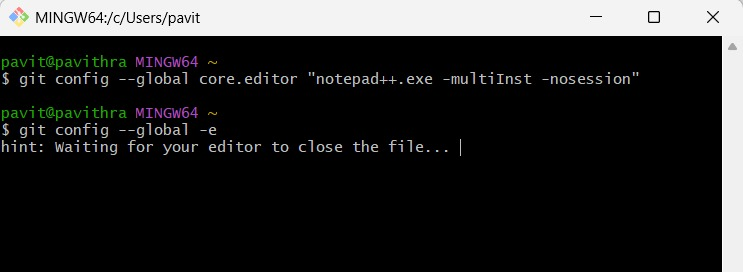 MINGW64:/c/Users/pavit
pavit@pavithra MINGW64 ~
$ git config --global core.editor "notepad++.exe -multiInst -nosession"
pavit@pavithra MINGW64 ~
$ git config --global -e
hint: Waiting for your editor to close the file...